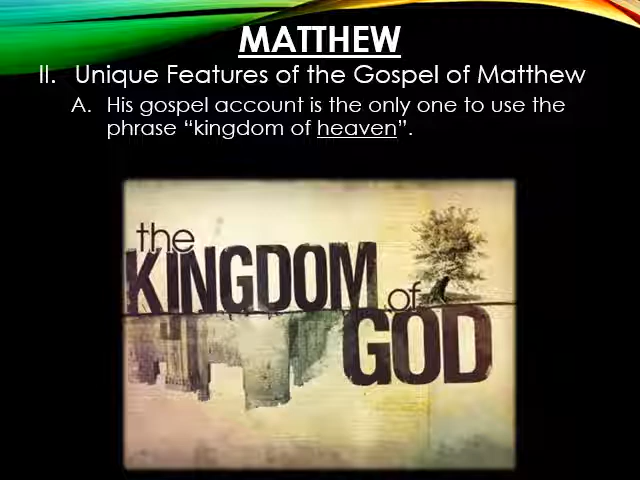 MATTHEW
II. Unique Features of the Gospel of Matthew
A. His gospel account is the only one to use the
phrase “kingdom of heaven”.
the
KINGDOM of
GOD